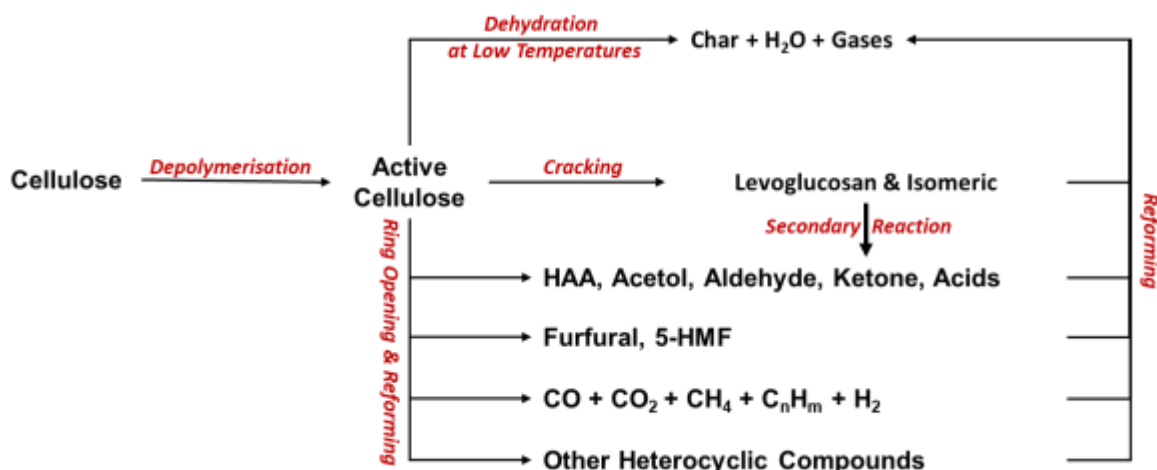 Dehydration
at Low Temperatures
Char + H₂O + Gases
Cellulose
Depolymerisation
Active
Cellulose
Cracking
Levoglucosan & Isomeric
Secondary Reaction
Ring Opening & Reforming
HAA, Acetol, Aldehyde, Ketone, Acids
Furfural, 5-HMF
CO + CO₂ + CH₄ + CₙHₘ + H₂
Other Heterocyclic Compounds
Reforming